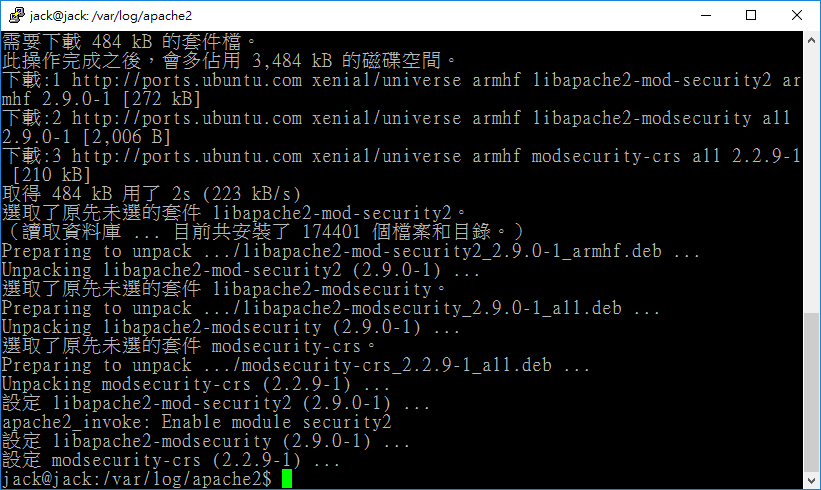 jack@jack: /var/log/apache2
需要下載 484 kB 的套件檔。
此操作完成之後，會多佔用 3,484 kB 的磁碟空間。
下載:1 http://ports.ubuntu.com xenial/universe armhf libapache2-mod-security2 ar
mhf 2.9.0-1 [272 kB]
下載:2 http://ports.ubuntu.com xenial/universe armhf libapache2-modsecurity all
2.9.0-1 [2,006 B]
下載:3 http://ports.ubuntu.com xenial/universe armhf modsecurity-crs all 2.2.9-1
[210 kB]
取得 484 kB 用了 2s (223 kB/s)
選取了原先未選的套件 libapache2-mod-security2。
（讀取資料庫 ... 目前共安裝了 174401 個檔案和目錄。）
Preparing to unpack .../libapache2-mod-security2_2.9.0-1_armhf.deb ...
Unpacking libapache2-mod-security2 (2.9.0-1) ...
選取了原先未選的套件 libapache2-modsecurity。
Preparing to unpack .../libapache2-modsecurity_2.9.0-1_all.deb ...
Unpacking libapache2-modsecurity (2.9.0-1) ...
選取了原先未選的套件 modsecurity-crs。
Preparing to unpack .../modsecurity-crs_2.2.9-1_all.deb ...
Unpacking modsecurity-crs (2.2.9-1) ...
設定 libapache2-mod-security2 (2.9.0-1) ...
apache2_invoke: Enable module security2
設定 libapache2-modsecurity (2.9.0-1) ...
設定 modsecurity-crs (2.2.9-1) ...
jack@jack:/var/log/apache2$